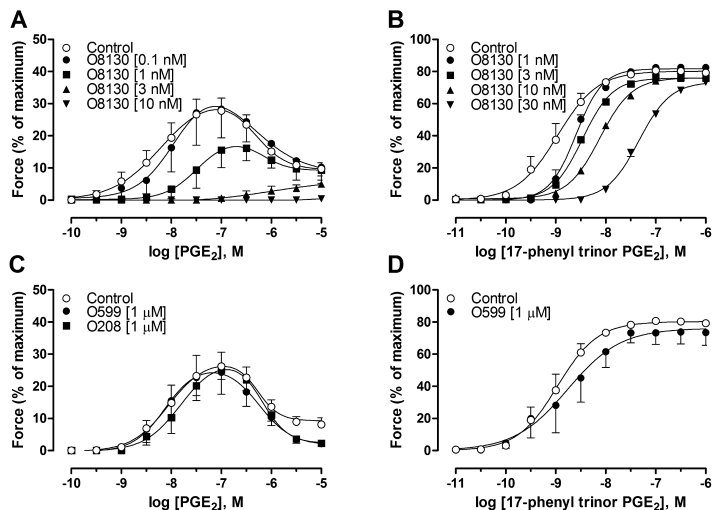 A
Force (% of maximum)
50
40
30
20
10
0
Control
O8130 [0.1 nM]
O8130 [1 nM]
O8130 [3 nM]
O8130 [10 nM]
-10 -9 -8 -7 -6 -5
log [PGE2], M
B
Force (% of maximum)
100
80
60
40
20
0
Control
O8130 [1 nM]
O8130 [3 nM]
O8130 [10 nM]
O8130 [30 nM]
-11 -10 -9 -8 -7 -6
log [17-phenyl trinor PGE2], M
C
Force (% of maximum)
50
40
30
20
10
0
Control
O599 [1 μM]
O208 [1 μM]
-10 -9 -8 -7 -6 -5
log [PGE2], M
D
Force (% of maximum)
100
80
60
40
20
0
Control
O599 [1 μM]
-11 -10 -9 -8 -7 -6
log [17-phenyl trinor PGE2], M